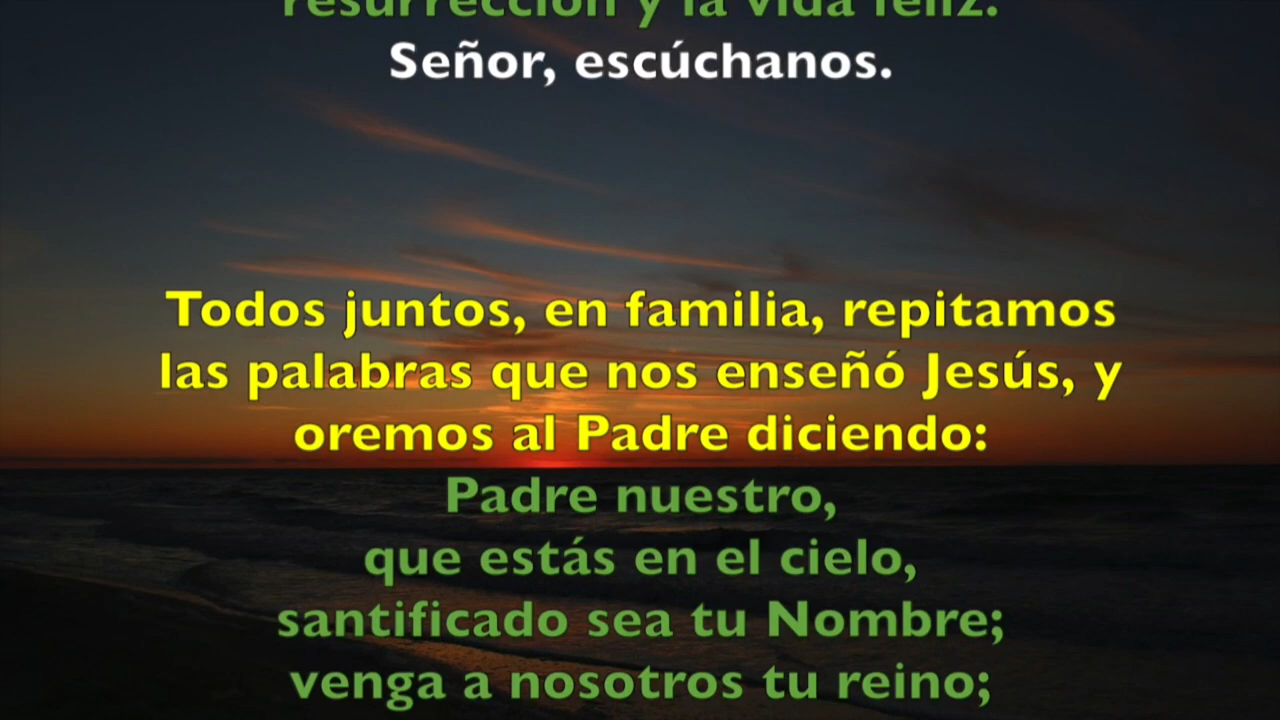 resurrección y la vida feliz.
Señor, escúchanos.
Todos juntos, en familia, repitamos
las palabras que nos enseñó Jesús, y
oremos al Padre diciendo:
Padre nuestro,
que estás en el cielo,
santificado sea tu Nombre;
venga a nosotros tu reino;